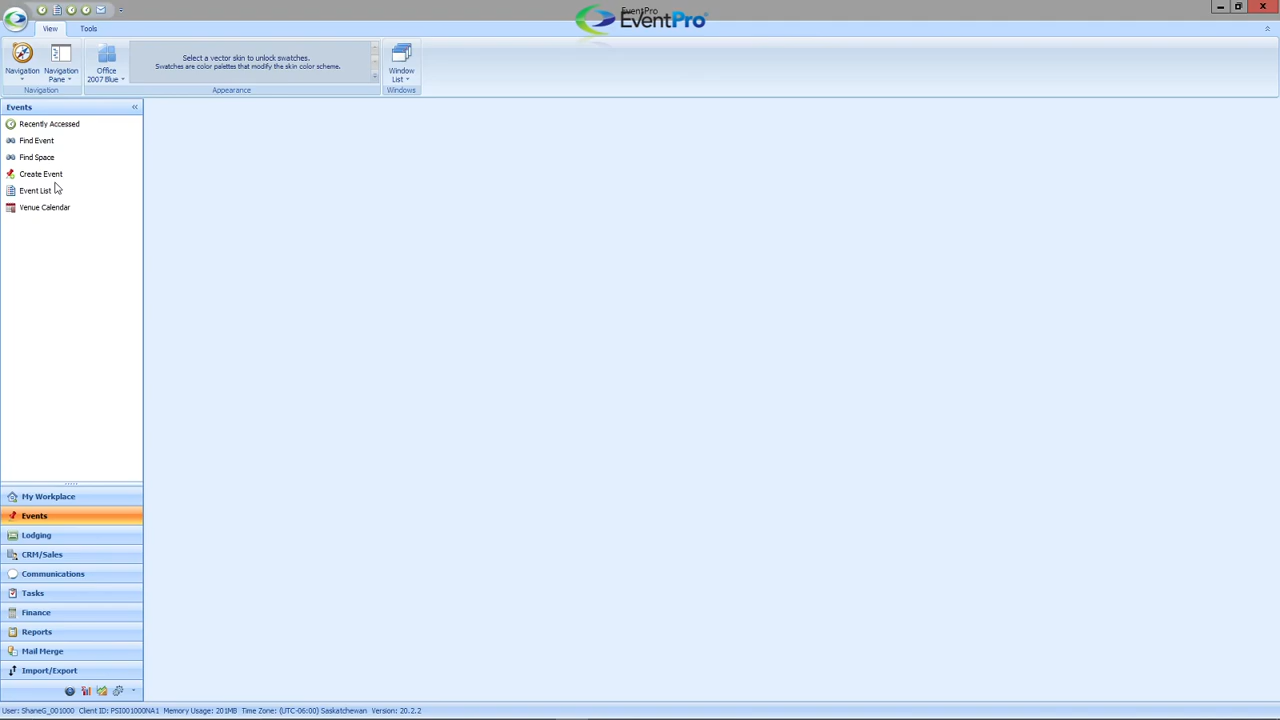 EventPro
EventPro
View
Tools
Navigation
Navigation
Pane
Navigation
Office
2007 Blue
Select a vector skin to unlock swatches.
Swatches are color palettes that modify the skin color scheme.
Appearance
Window
List
Windows
Events
Recently Accessed
Find Event
Find Space
Create Event
Event List
Venue Calendar
My Workplace
Events
Lodging
CRM/Sales
Communications
Tasks
Finance
Reports
Mail Merge
Import/Export
User: ShaneG_001000 Client ID: PSI001000NA1 Memory Usage: 201MB Time Zone: (UTC-06:00) Saskatchewan Version: 20.2.2